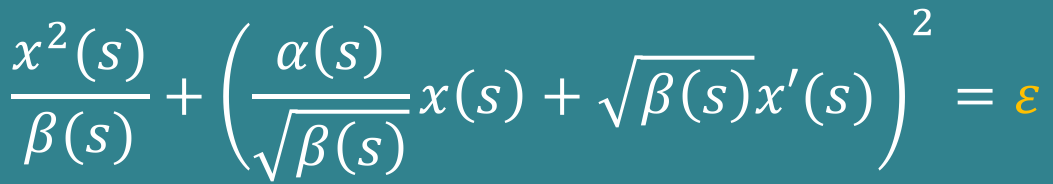 x²(s)/β(s) + (α(s)/√β(s) x(s) + √β(s) x′(s))² = ε